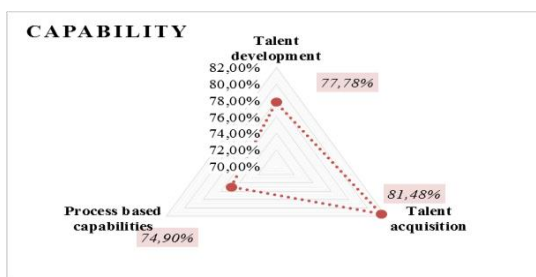 CAPABILITY
Talent
development
82,00%
80,00%
78,00%
76,00%
74,00%
72,00%
70,00%
77,78%
81,48%
Talent
acquisition
Process based
capabilities
74,90%